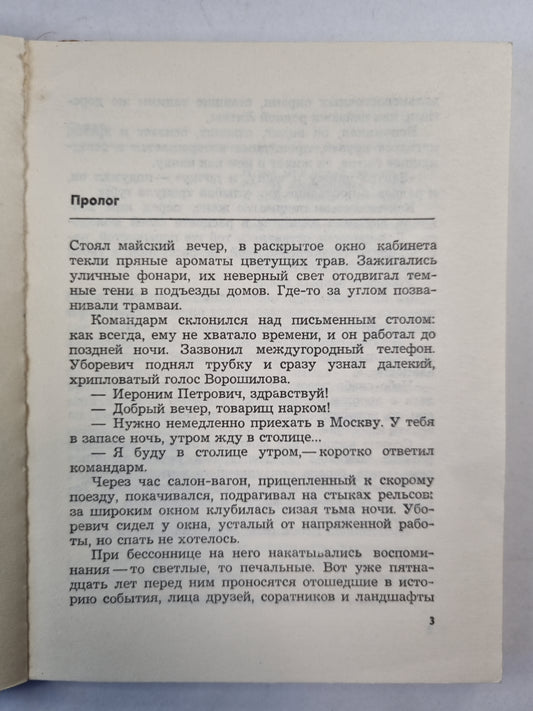 Пролог
Стоял майский вечер, в раскрытое окно кабинета
текли пряные ароматы цветущих трав. Зажигались
уличные фонари, их неверный свет отодвигал тем-
ные тени в подъезды домов. Где-то за углом позва-
нивали трамваи.
Командарм склонился над письменным столом:
как всегда, ему не хватало времени, и он работал до
поздней ночи. Зазвонил междугородный телефон.
Уборевич поднял трубку и сразу узнал далекий,
хрипловатый голос Ворошилова.
— Иероним Петрович, здравствуй!
— Добрый вечер, товарищ нарком!
— Нужно немедленно приехать в Москву. У тебя
в запасе ночь, утром жду в столице...
— Я буду в столице утром,— коротко ответил
командарм.
Через час салон-вагон, прицепленный к скорому
поезду, покачивался, подрагивал на стыках рельсов:
за широким окном клубилась сизая тьма ночи. Убо-
ревич сидел у окна, усталый от напряженной рабо-
ты, но спать не хотелось.
При бессоннице на него накатывались воспоми-
нания — то светлые, то печальные. Вот уже пятна-
дцать лет перед ним проносятся отошедшие в исто-
рию события, лица друзей, соратников и ландшафты
3